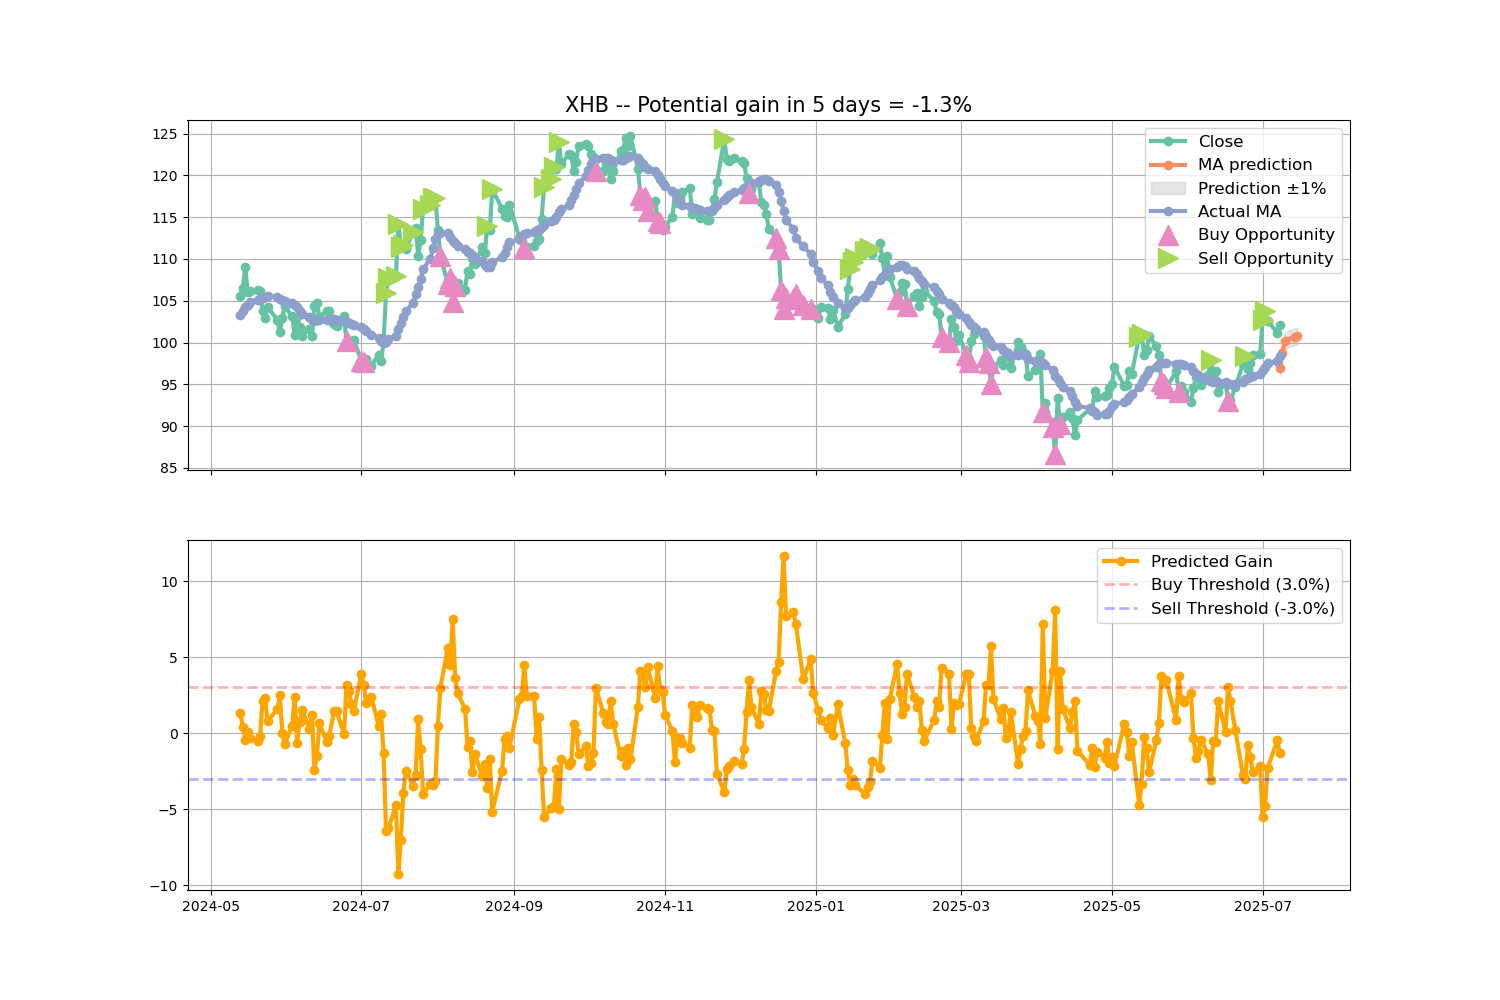 XHB -- Potential gain in 5 days = -1.3%
125
120
115
110
105
100
95
90
85
Close
MA prediction
Prediction ±1%
Actual MA
Buy Opportunity
Sell Opportunity
10
5
0
−5
−10
Predicted Gain
Buy Threshold (3.0%)
Sell Threshold (-3.0%)
2024-05
2024-07
2024-09
2024-11
2025-01
2025-03
2025-05
2025-07